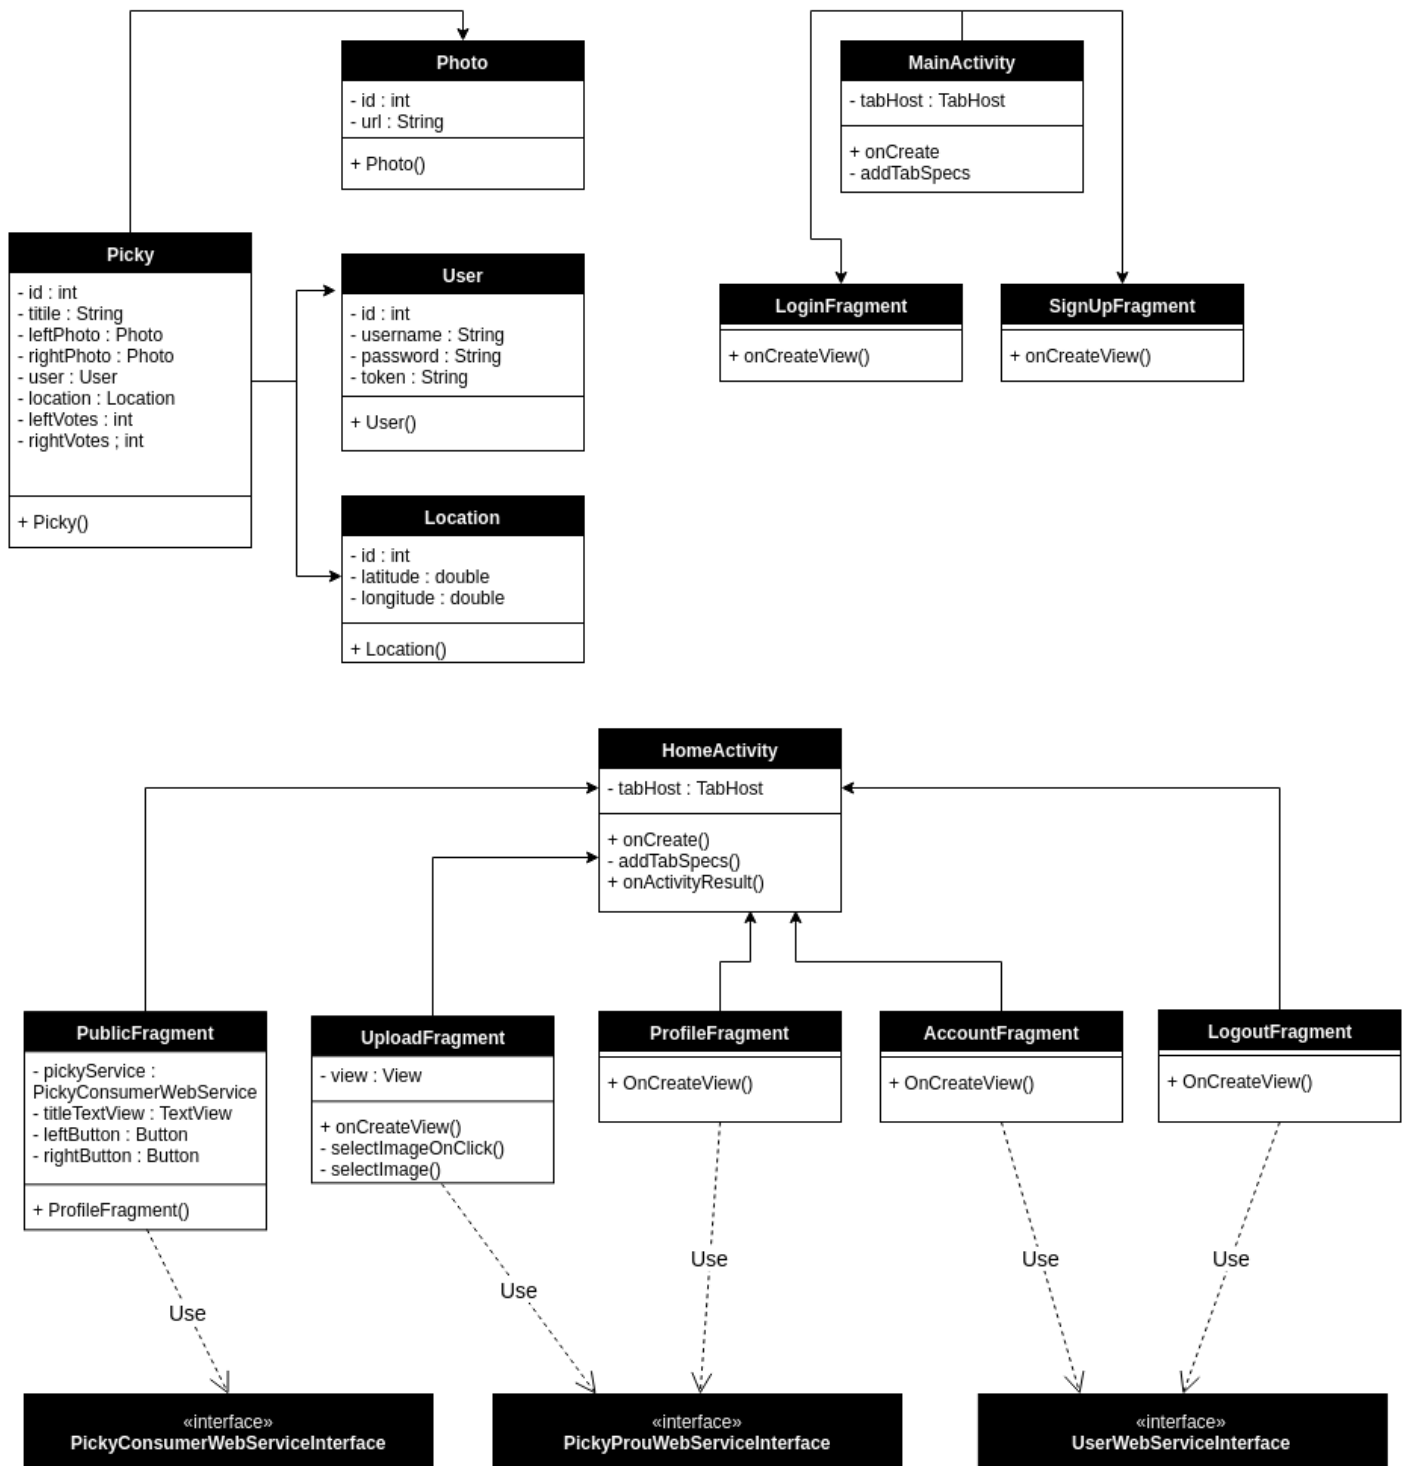 Photo
- id : int
- url : String
+ Photo()
MainActivity
- tabHost : TabHost
+ onCreate
- addTabSpecs
Picky
- id : int
- titile : String
- leftPhoto : Photo
- rightPhoto : Photo
- user : User
- location : Location
- leftVotes : int
- rightVotes ; int
+ Picky()
User
- id : int
- username : String
- password : String
- token : String
+ User()
LoginFragment
+ onCreateView()
SignUpFragment
+ onCreateView()
Location
- id : int
- latitude : double
- longitude : double
+ Location()
HomeActivity
- tabHost : TabHost
+ onCreate()
- addTabSpecs()
+ onActivityResult()
PublicFragment
- pickyService :
PickyConsumerWebService
- titleTextView : TextView
- leftButton : Button
- rightButton : Button
+ ProfileFragment()
UploadFragment
- view : View
+ onCreateView()
- selectImageOnClick()
- selectImage()
ProfileFragment
+ OnCreateView()
AccountFragment
+ OnCreateView()
LogoutFragment
+ OnCreateView()
Use
Use
Use
Use
Use
«interface»
PickyConsumerWebServiceInterface
«interface»
PickyProuWebServiceInterface
«interface»
UserWebServiceInterface